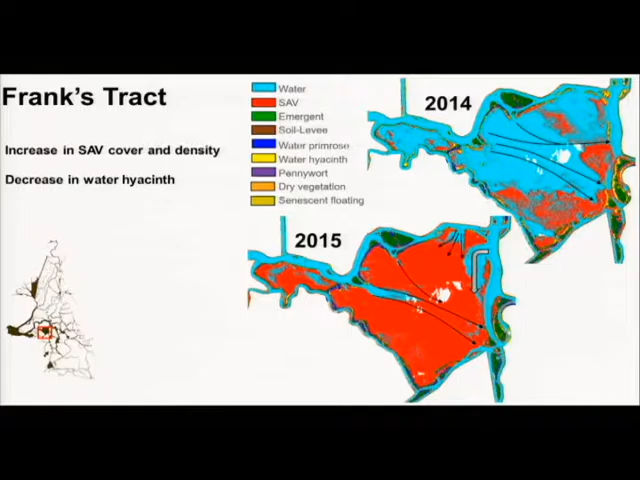 Frank's Tract
Increase in SAV cover and density
Decrease in water hyacinth
Water
SAV
Emergent
Soil-Levee
Water primrose
Water hyacinth
Pennywort
Dry vegetation
Senescent floating
2014
2015